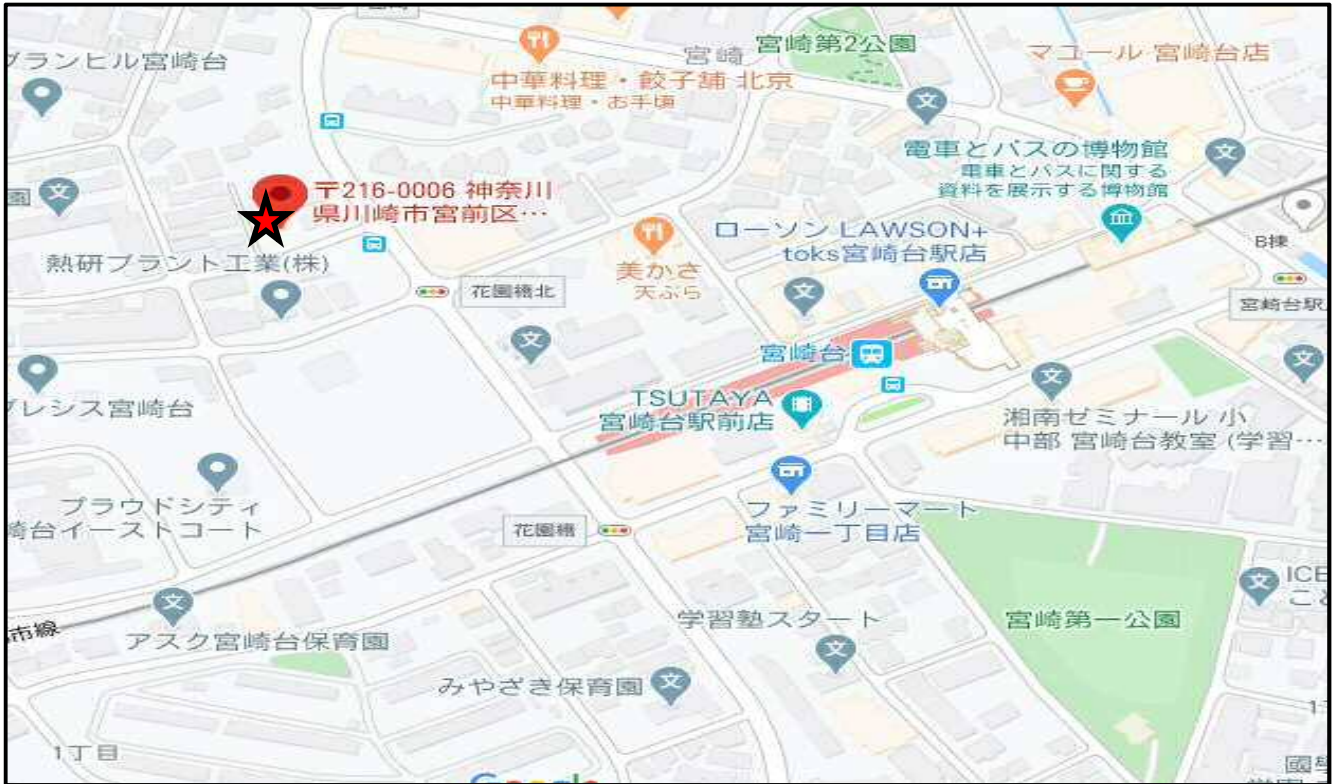 ブランヒル宮崎台
宮崎
宮崎第2公園
マユール 宮崎台店
中華料理・餃子舗 北京
中華料理・お手頃
電車とバスの博物館
電車とバスに関する
資料を展示する博物館
園
〒216-0006 神奈川
県川崎市宮前区…
ローソン LAWSON+
toks宮崎台駅店
B棟
熱研プラント工業(株)
花園橋北
美かさ
天ぷら
宮崎台駅
宮崎台
プレシス宮崎台
TSUTAYA
宮崎台駅前店
湘南ゼミナール 小
中部 宮崎台教室 (学習…
プラウドシティ
崎台イーストコート
花園橋
ファミリーマート
宮崎一丁目店
ICE
こど
市線
アスク宮崎台保育園
学習塾スタート
宮崎第一公園
みやざき保育園
1丁目
Google